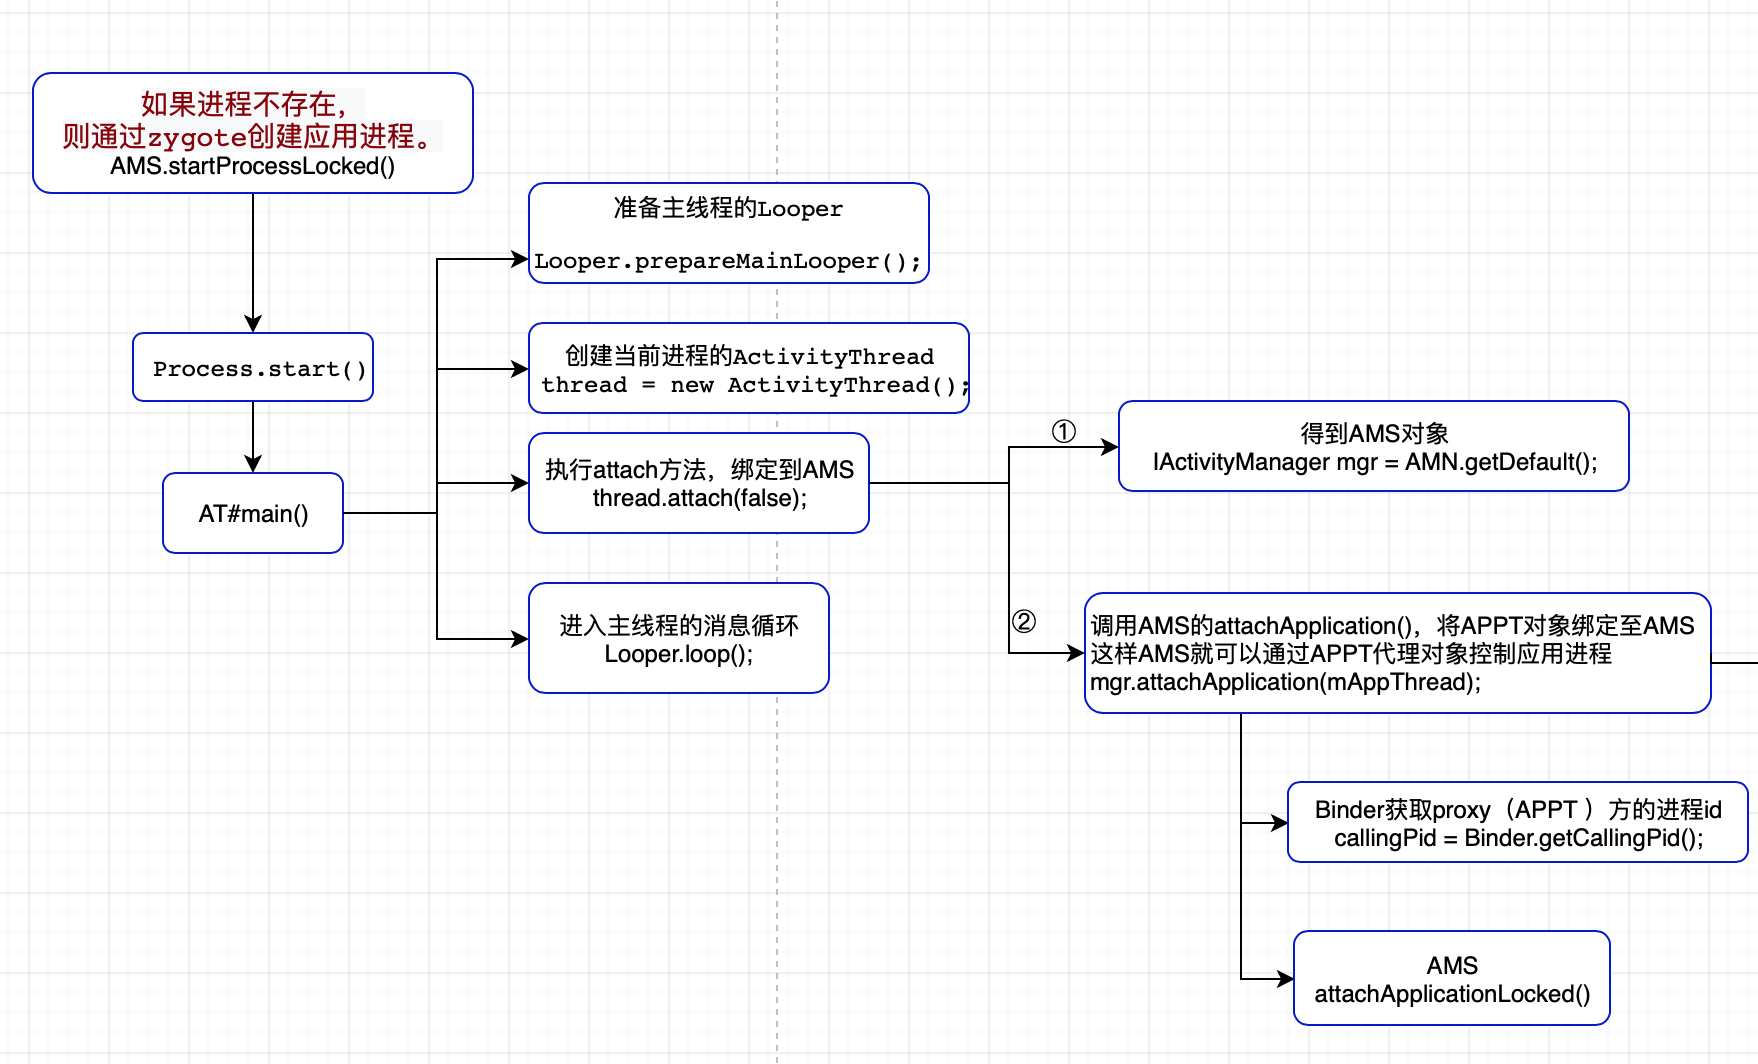 如果进程不存在，
则通过zygote创建应用进程。
AMS.startProcessLocked()
Process.start()
AT#main()
准备主线程的Looper
Looper.prepareMainLooper();
创建当前进程的ActivityThread
thread = new ActivityThread();
执行attach方法，绑定到AMS
thread.attach(false);
进入主线程的消息循环
Looper.loop();
①
得到AMS对象
IActivityManager mgr = AMN.getDefault();
②
调用AMS的attachApplication()，将APPT对象绑定至AMS
这样AMS就可以通过APPT代理对象控制应用进程
mgr.attachApplication(mAppThread);
Binder获取proxy（APPT ）方的进程id
callingPid = Binder.getCallingPid();
AMS
attachApplicationLocked()